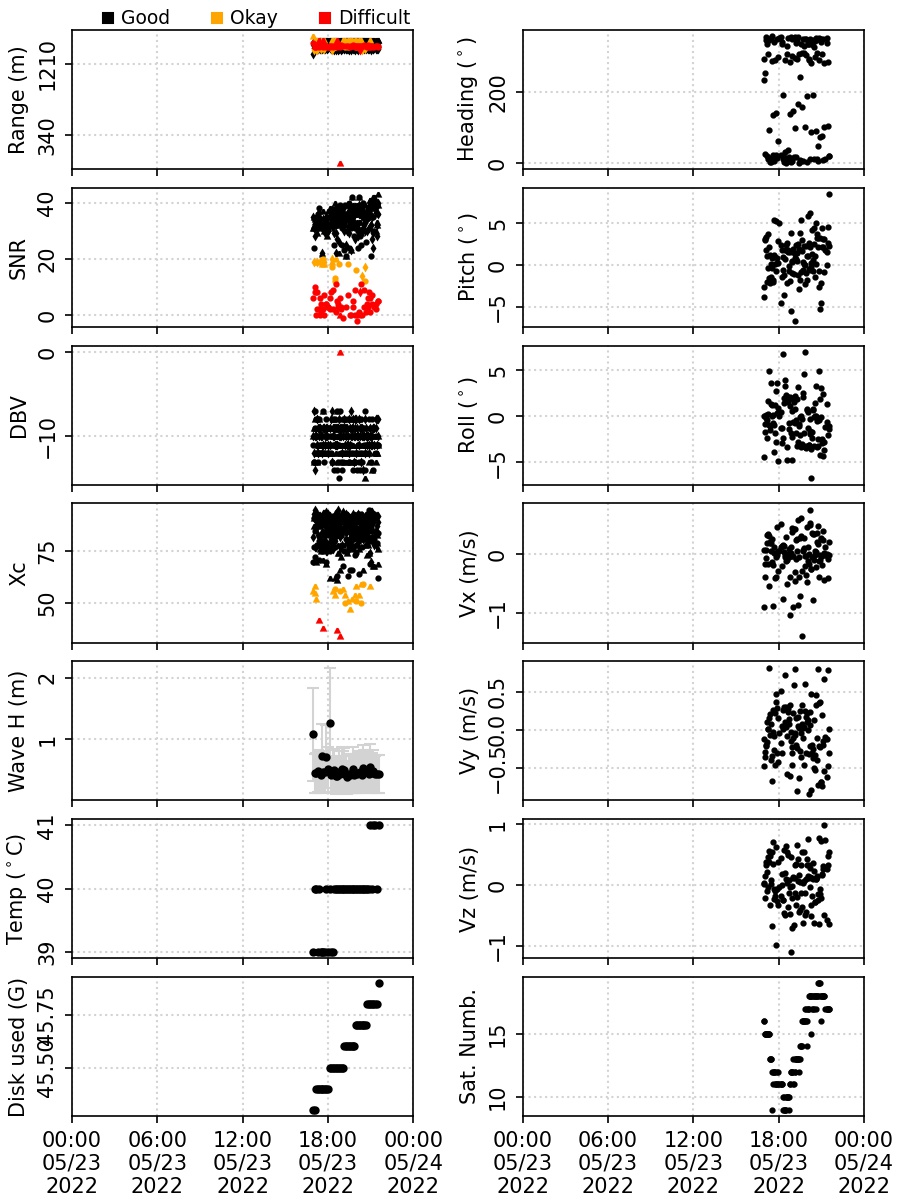 Good Okay Difficult
Range (m)
1210
340
Heading (°)
200
0
SNR
40
20
0
Pitch (°)
5
0
−5
DBV
0
−10
Roll (°)
5
0
−5
Xc
75
50
Vx (m/s)
0
−1
Wave H (m)
2
1
Vy (m/s)
0.5
0.0
−0.5
Temp (°C)
41
40
39
Vz (m/s)
1
0
−1
Disk used (G)
45.75
45.50
Sat. Numb.
15
10
00:00 06:00 12:00 18:00 00:00
05/23 05/23 05/23 05/23 05/24
2022 2022 2022 2022 2022
00:00 06:00 12:00 18:00 00:00
05/23 05/23 05/23 05/23 05/24
2022 2022 2022 2022 2022